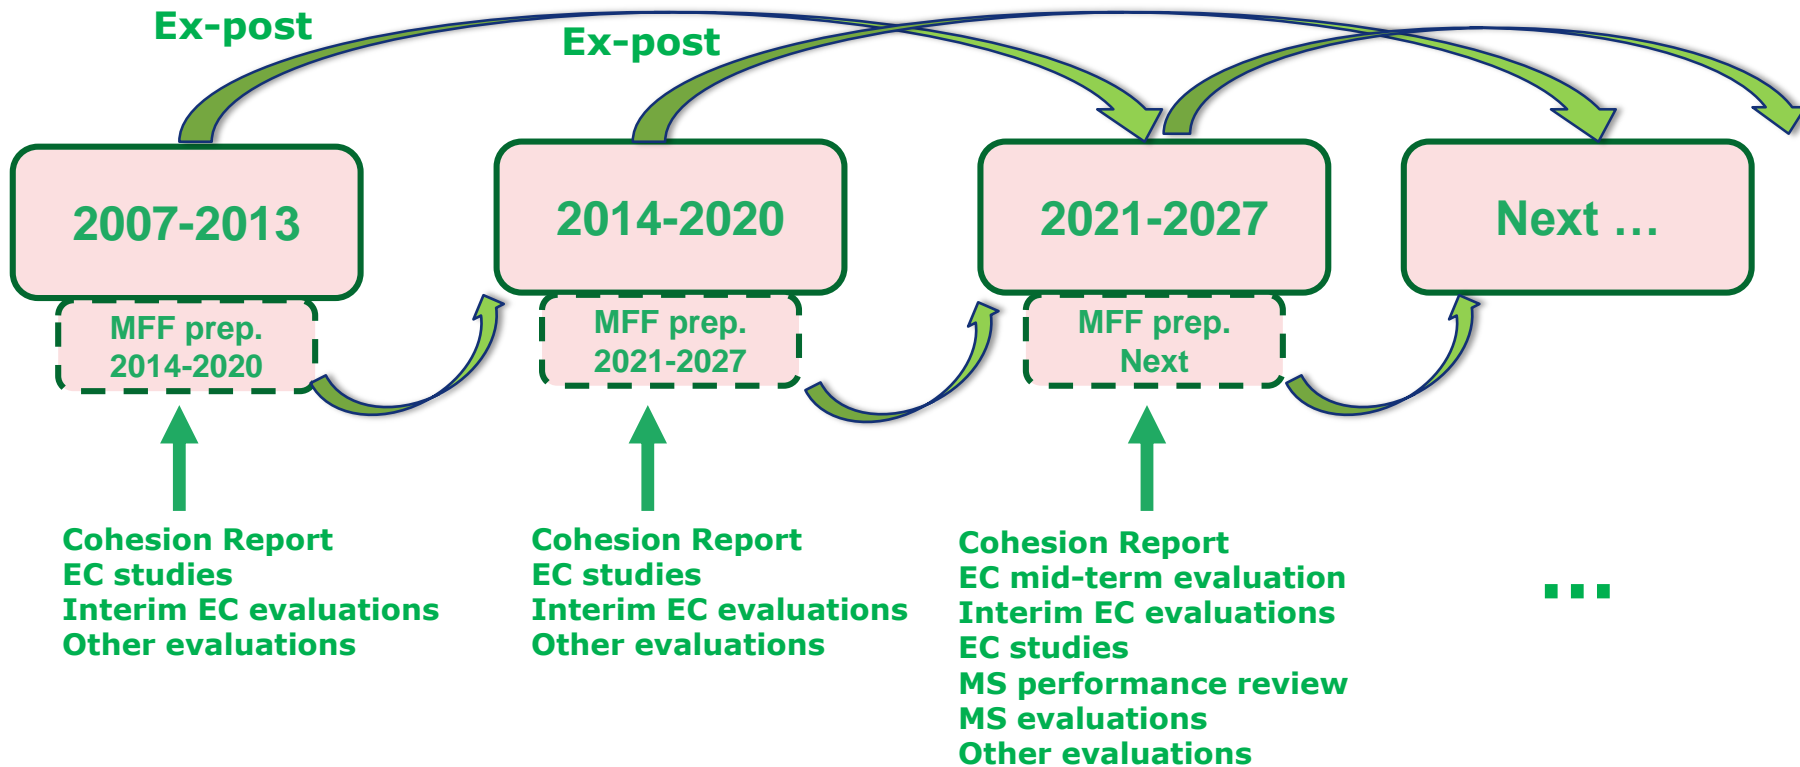 Ex-post
Ex-post
2007-2013
2014-2020
2021-2027
Next …
MFF prep.
2014-2020
MFF prep.
2021-2027
MFF prep.
Next
Cohesion Report
EC studies
Interim EC evaluations
Other evaluations
Cohesion Report
EC studies
Interim EC evaluations
Other evaluations
Cohesion Report
EC mid-term evaluation
Interim EC evaluations
EC studies
MS performance review
MS evaluations
Other evaluations
…